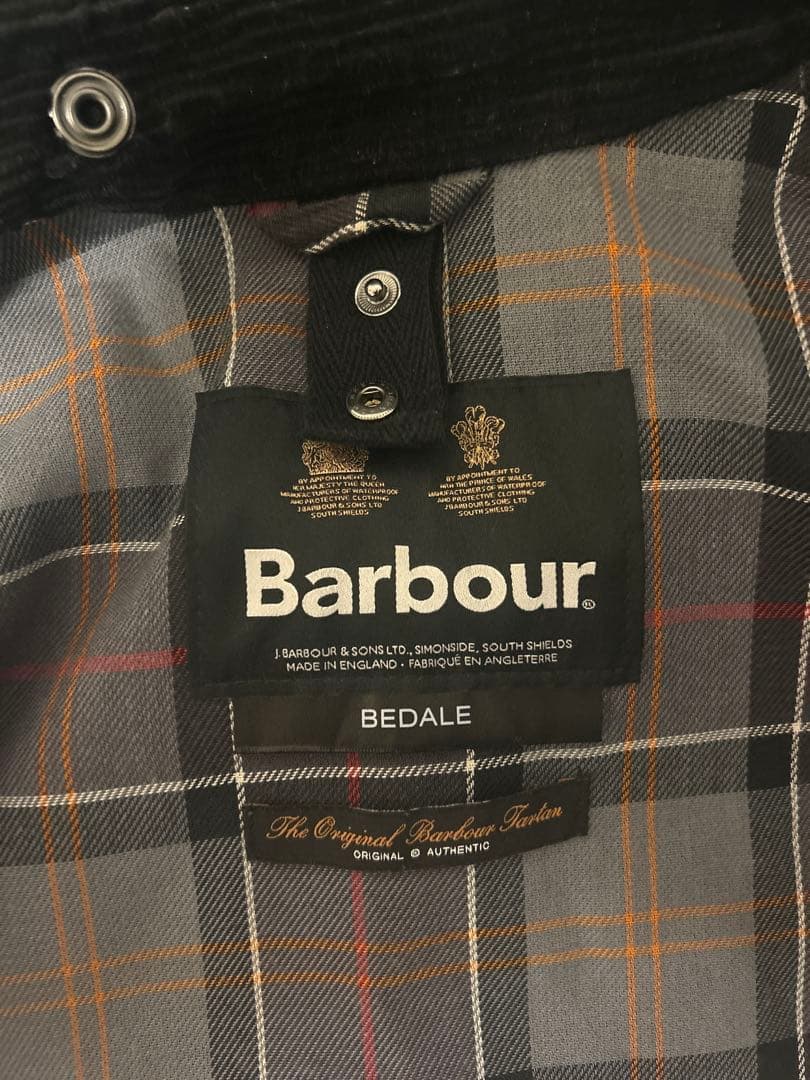 BY APPOINTMENT TO
HER MAJESTY THE QUEEN
MANUFACTURERS OF WATERPROOF
AND PROTECTIVE CLOTHING
J.BARBOUR & SONS LTD
SOUTH SHIELDS
BY APPOINTMENT TO
HRH THE PRINCE OF WALES
MANUFACTURERS OF WATERPROOF
AND PROTECTIVE CLOTHING
J.BARBOUR & SONS LTD
SOUTH SHIELDS
Barbour®
J.BARBOUR & SONS LTD., SIMONSIDE, SOUTH SHIELDS
MADE IN ENGLAND · FABRIQUÉ EN ANGLETERRE
BEDALE
The Original Barbour Tartan
ORIGINAL & AUTHENTIC